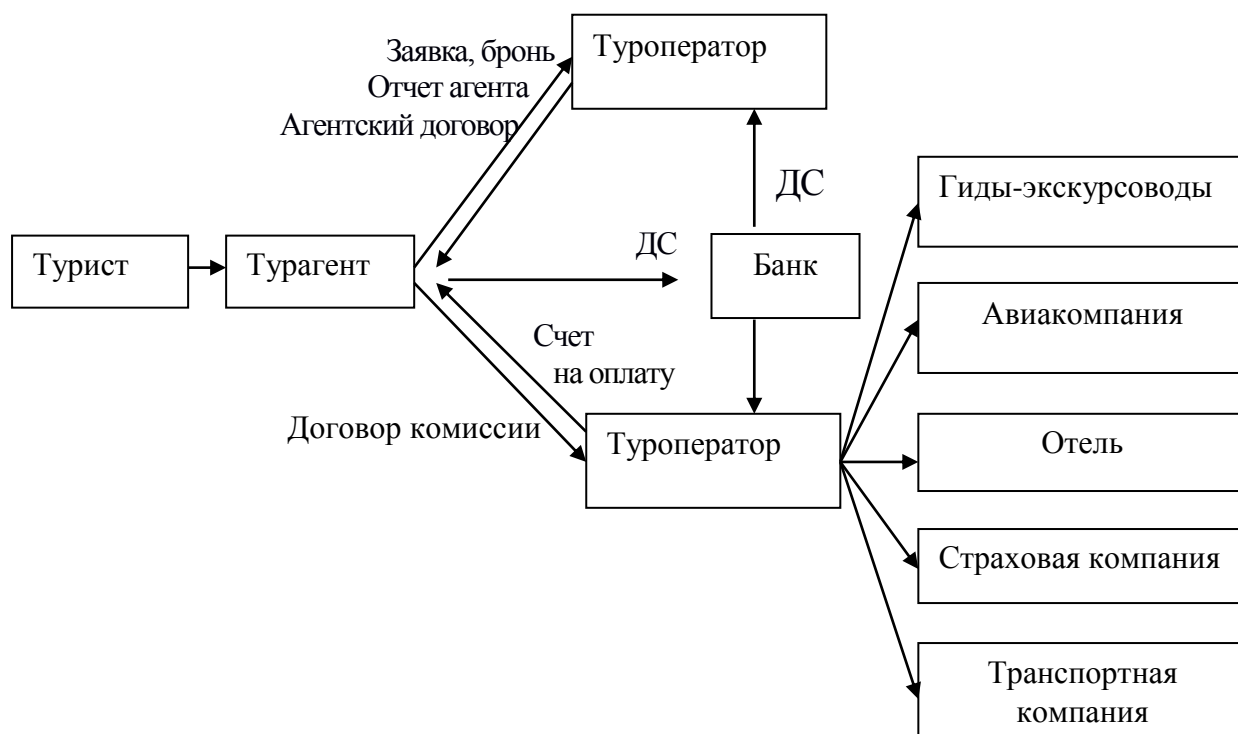 Заявка, бронь
Отчет агента
Агентский договор
Туроператор
ДС
Гиды-экскурсоводы
Турист
Турагент
ДС
Банк
Авиакомпания
Счет
на оплату
Договор комиссии
Туроператор
Отель
Страховая компания
Транспортная
компания